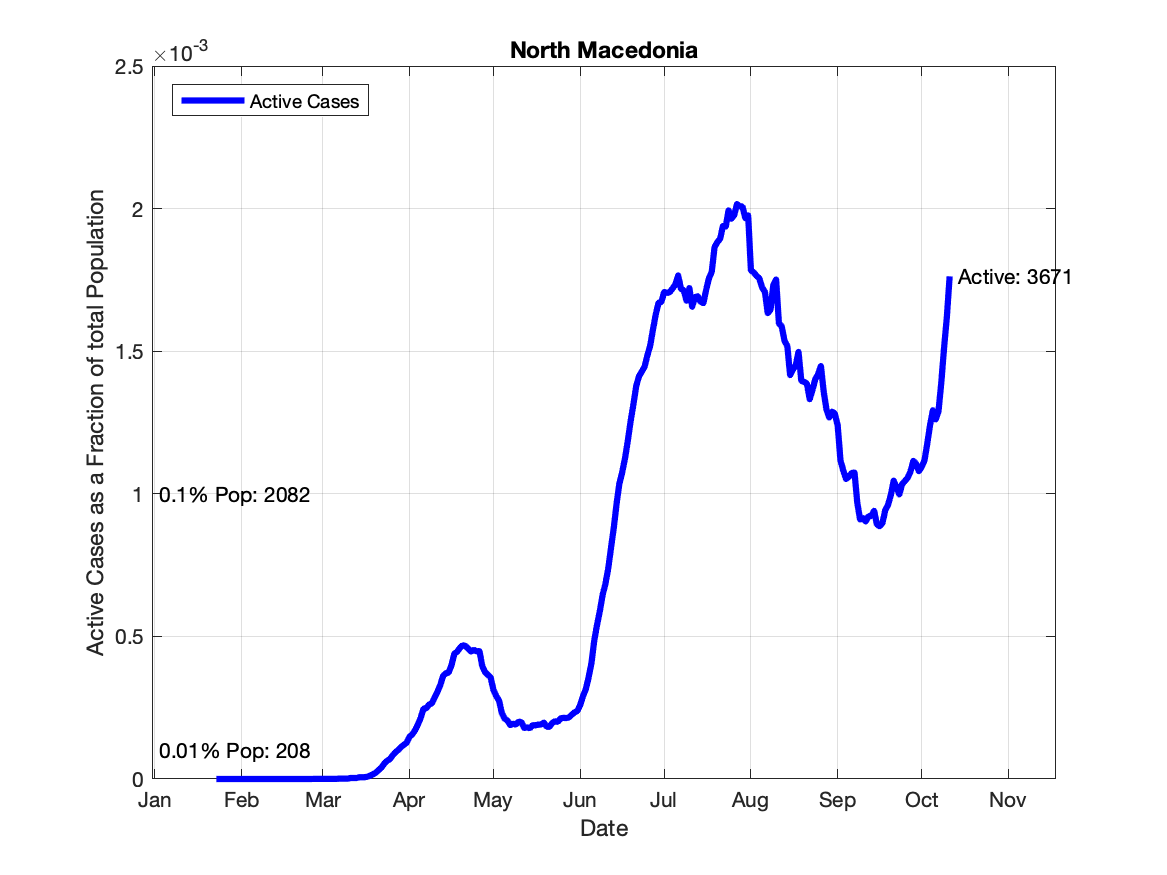 North Macedonia
×10-3
2.5
2
1.5
1
0.5
0
Active Cases
Active: 3671
0.1% Pop: 2082
0.01% Pop: 208
Active Cases as a Fraction of total Population
Jan Feb Mar Apr May Jun Jul Aug Sep Oct Nov
Date